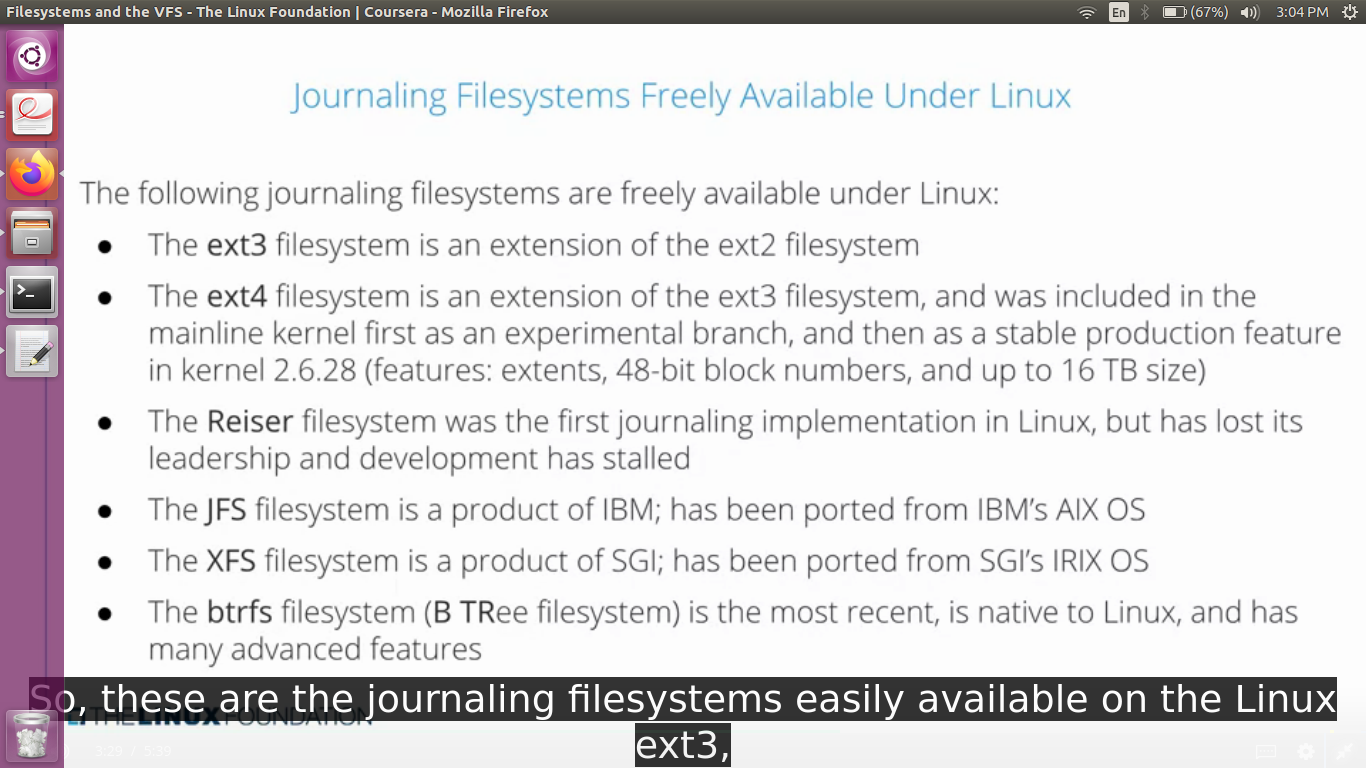 Filesystems and the VFS - The Linux Foundation | Coursera - Mozilla Firefox
En
(67%)
3:04 PM
Journaling Filesystems Freely Available Under Linux
The following journaling filesystems are freely available under Linux:
● The ext3 filesystem is an extension of the ext2 filesystem
● The ext4 filesystem is an extension of the ext3 filesystem, and was included in the
mainline kernel first as an experimental branch, and then as a stable production feature
in kernel 2.6.28 (features: extents, 48-bit block numbers, and up to 16 TB size)
● The Reiser filesystem was the first journaling implementation in Linux, but has lost its
leadership and development has stalled
● The JFS filesystem is a product of IBM; has been ported from IBM’s AIX OS
● The XFS filesystem is a product of SGI; has been ported from SGI’s IRIX OS
● The btrfs filesystem (B TRee filesystem) is the most recent, is native to Linux, and has
many advanced features
So, these are the journaling filesystems easily available on the Linux
ext3,
THE LINUX FOUNDATION
3:29 / 5:39